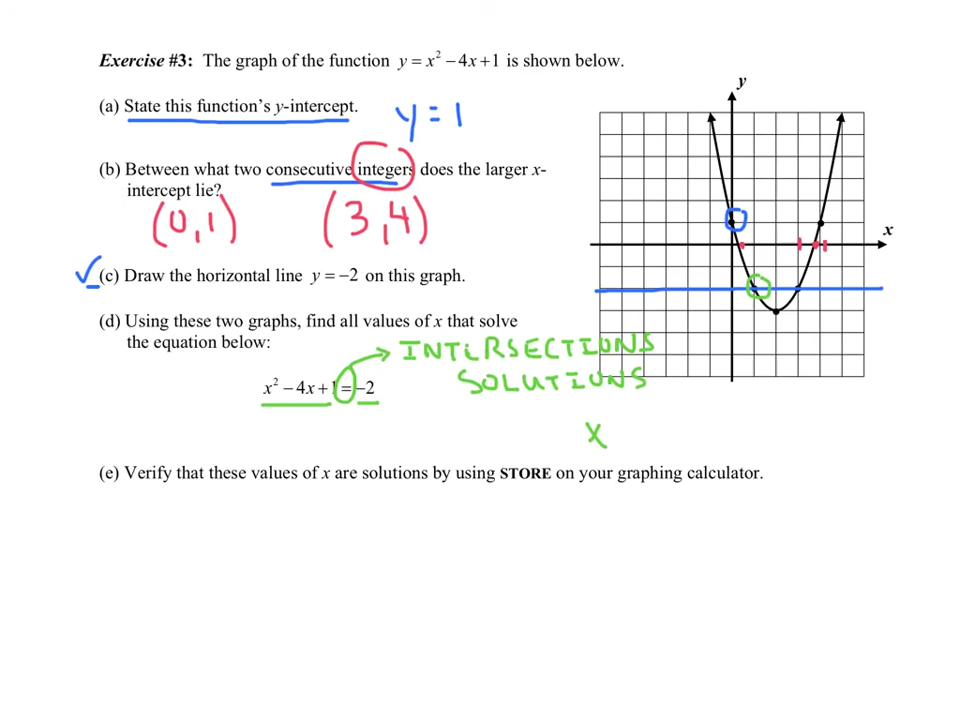 Exercise #3: The graph of the function y = x² − 4x + 1 is shown below.
(a) State this function's y-intercept.
y = 1
(b) Between what two consecutive integers does the larger x-
intercept lie?
(0,1) (3,4)
(c) Draw the horizontal line y = −2 on this graph.
(d) Using these two graphs, find all values of x that solve
the equation below:
x² − 4x + 1 = −2
INTERSECTIONS
SOLUTIONS
X
y
x
(e) Verify that these values of x are solutions by using STORE on your graphing calculator.